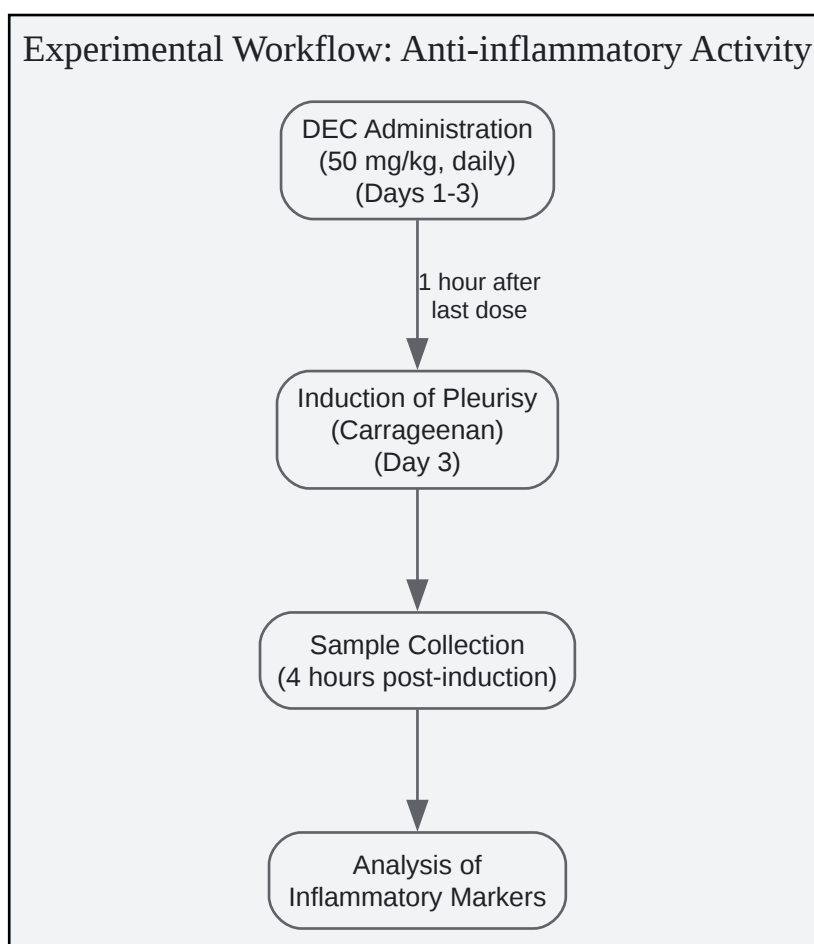 Experimental Workflow: Anti-inflammatory Activity
DEC Administration
(50 mg/kg, daily)
(Days 1-3)
1 hour after
last dose
Induction of Pleurisy
(Carrageenan)
(Day 3)
Sample Collection
(4 hours post-induction)
Analysis of
Inflammatory Markers